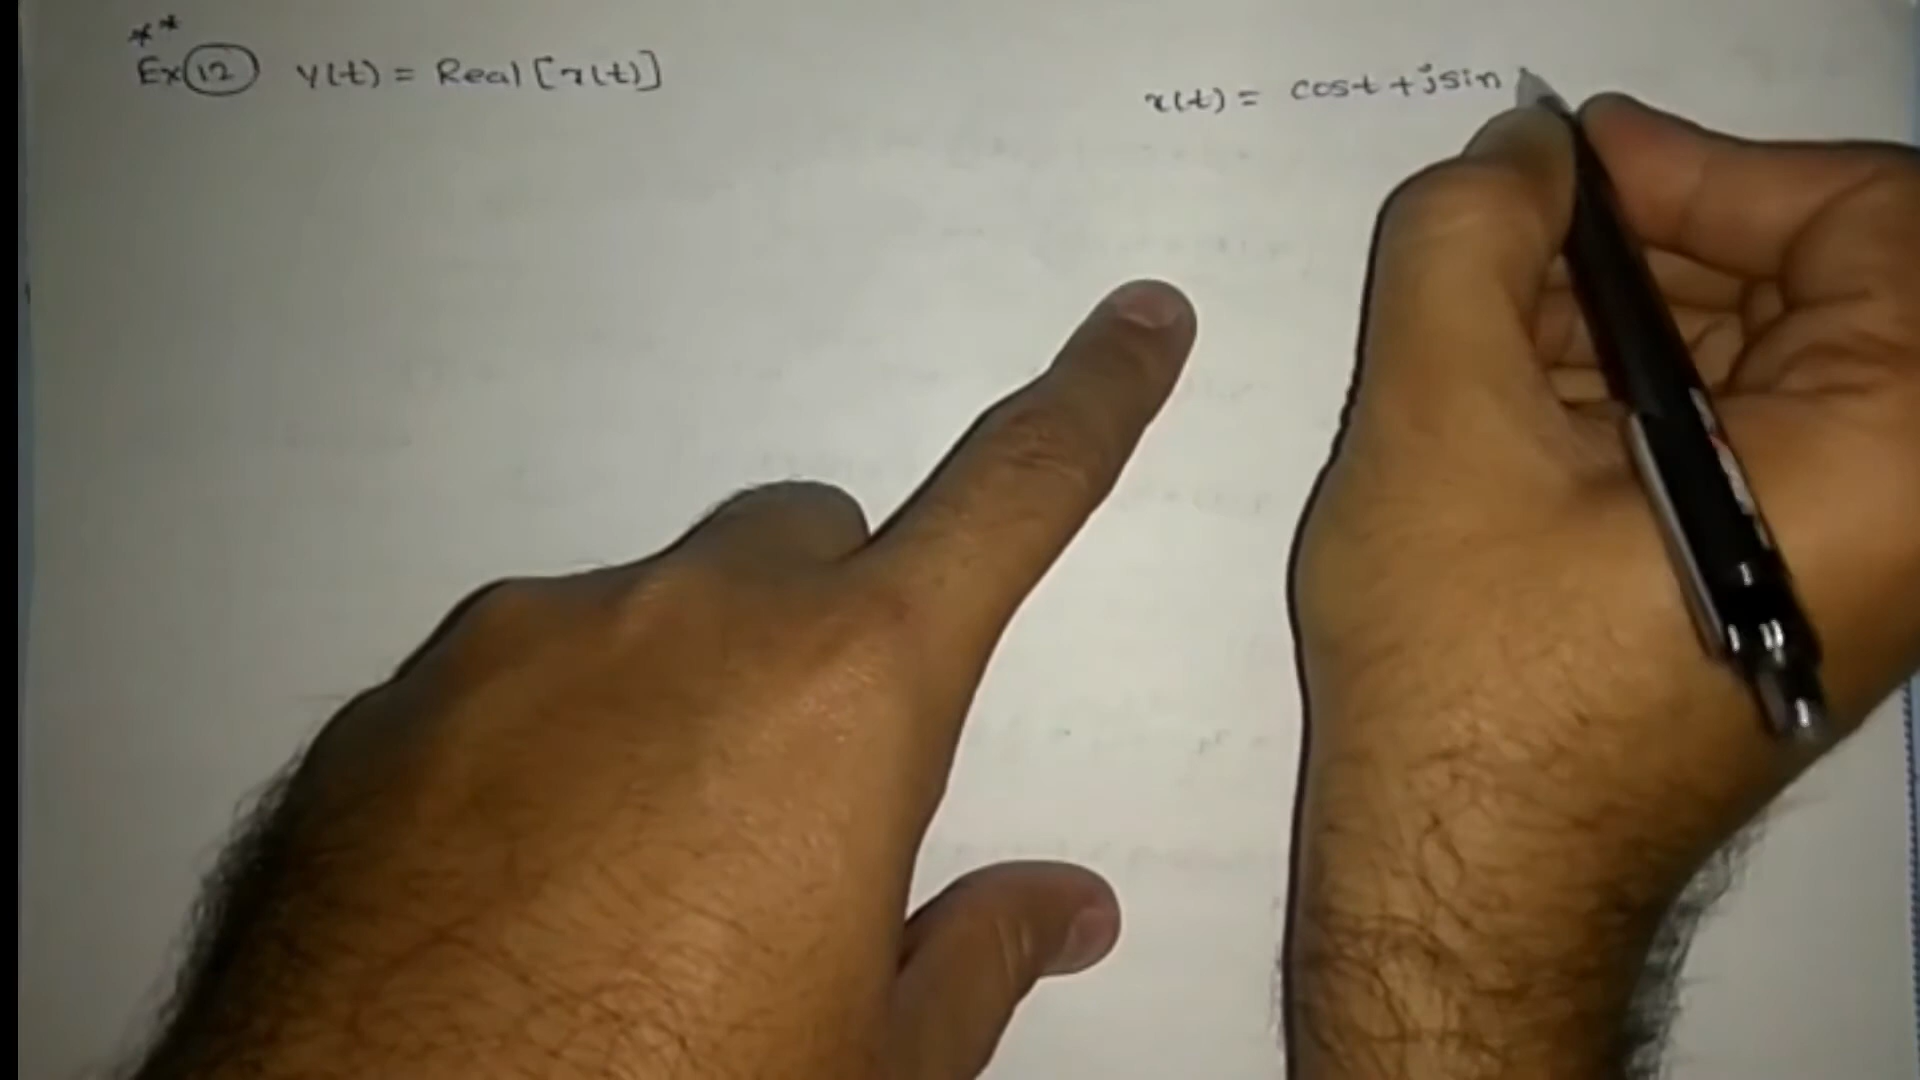 **
Ex 12 y(t) = Real [x(t)]
x(t) = cost + jsin